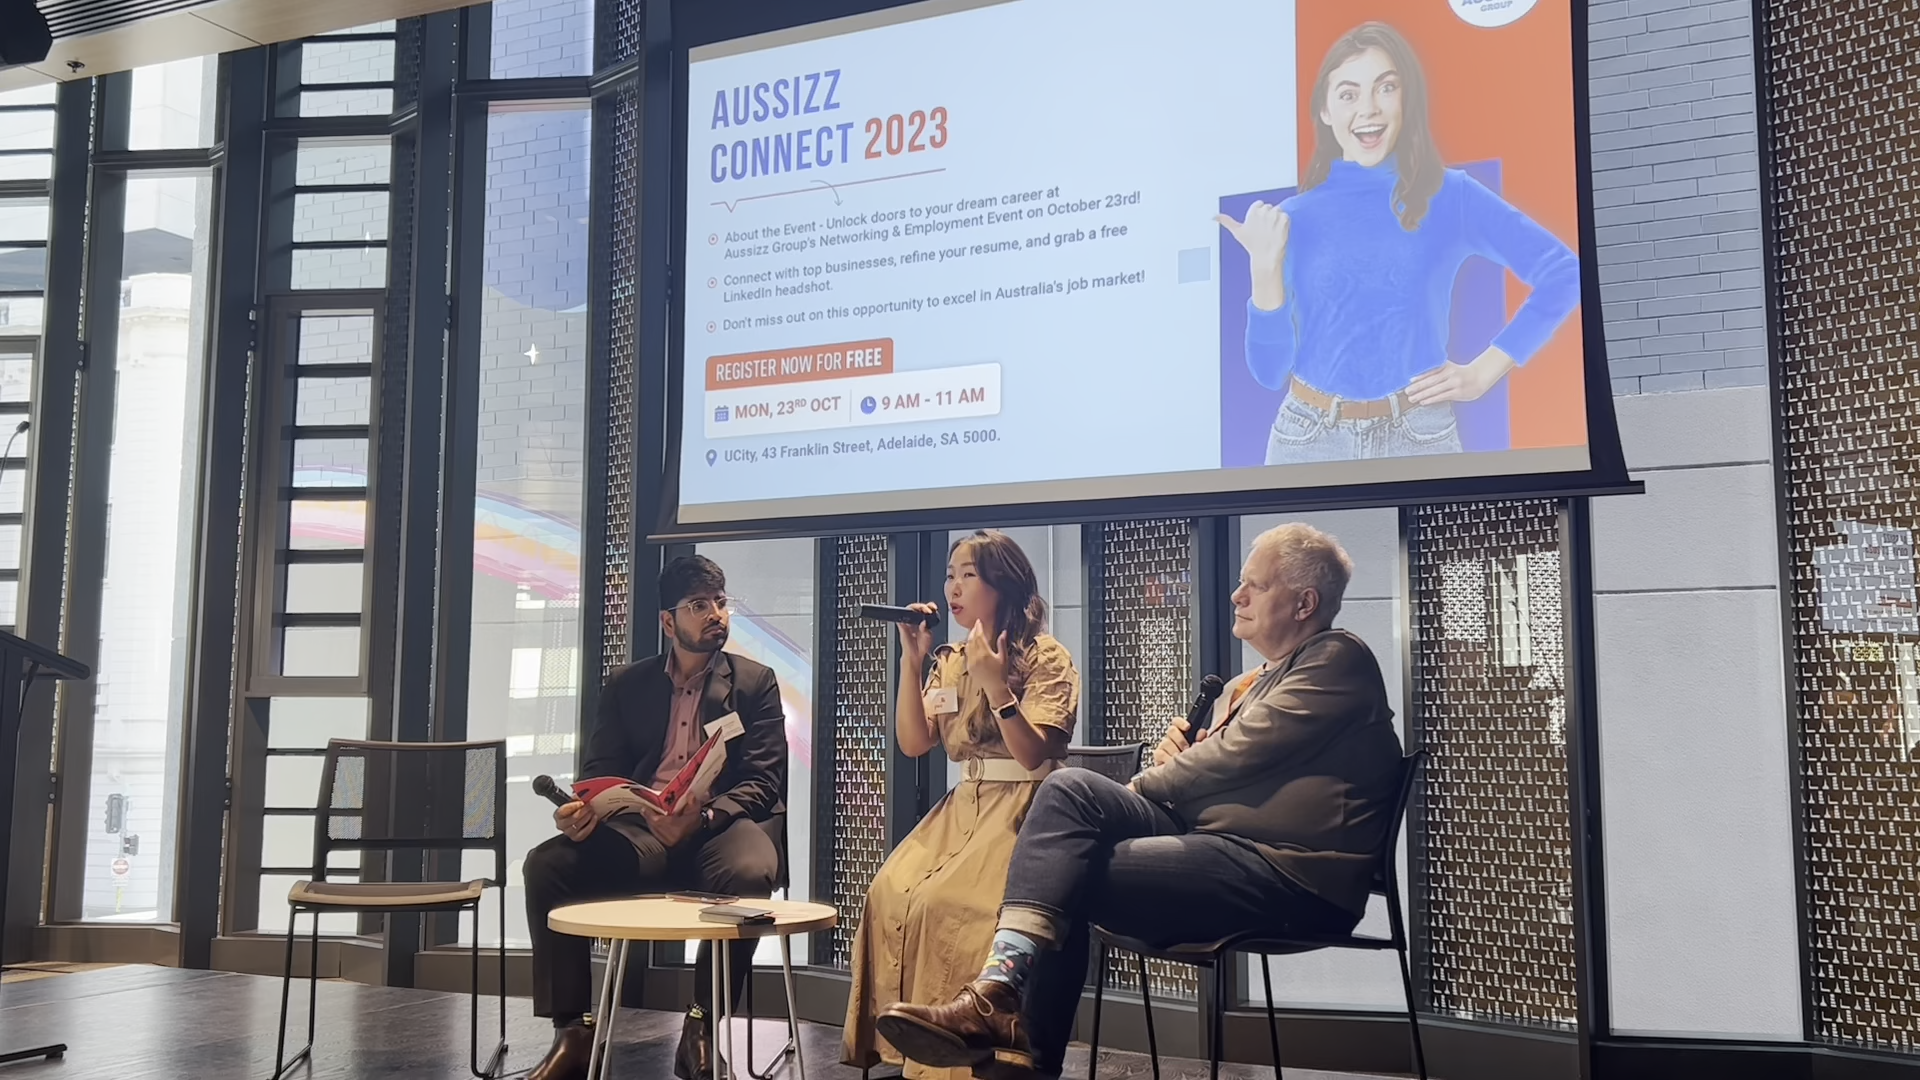 GROUP
AUSSIZZ
CONNECT 2023
About the Event - Unlock doors to your dream career at
Aussizz Group's Networking & Employment Event on October 23rd!
Connect with top businesses, refine your resume, and grab a free
LinkedIn headshot.
Don't miss out on this opportunity to excel in Australia's job market!
REGISTER NOW FOR FREE
MON, 23RD OCT
9 AM - 11 AM
UCity, 43 Franklin Street, Adelaide, SA 5000.